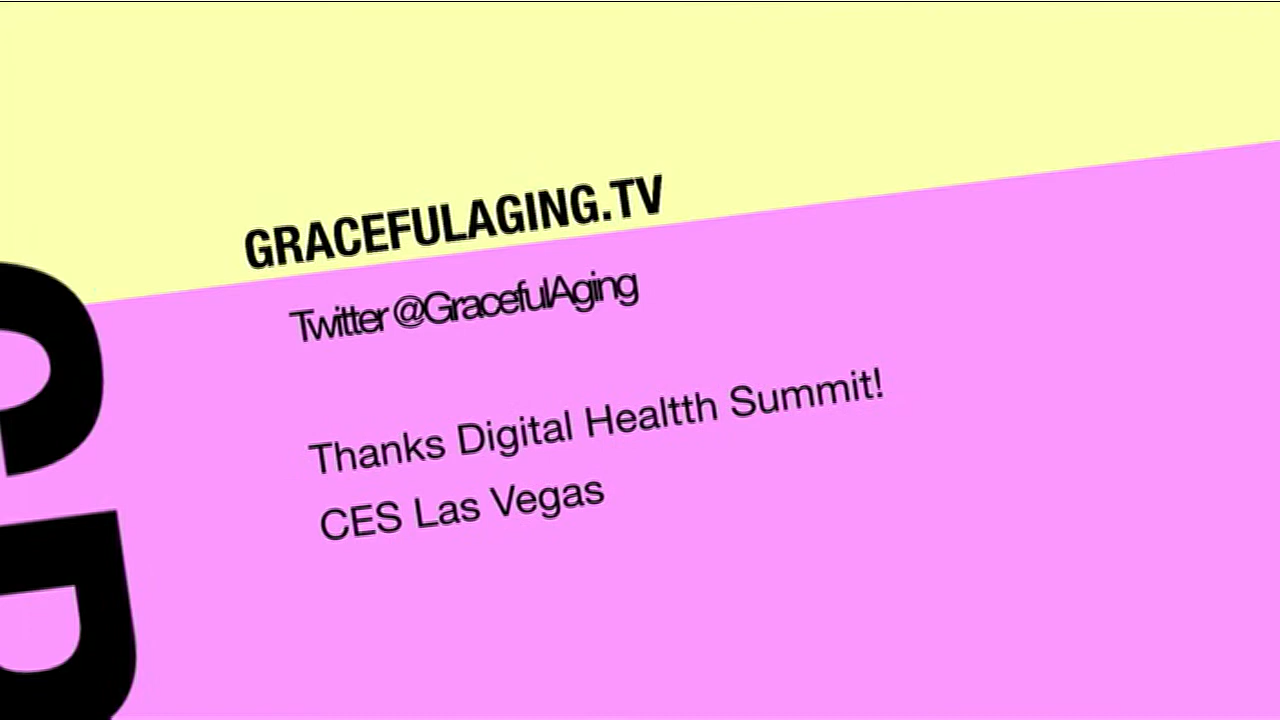 GRACEFULAGING.TV
Twitter @GracefulAging
Thanks Digital Healtth Summit!
CES Las Vegas